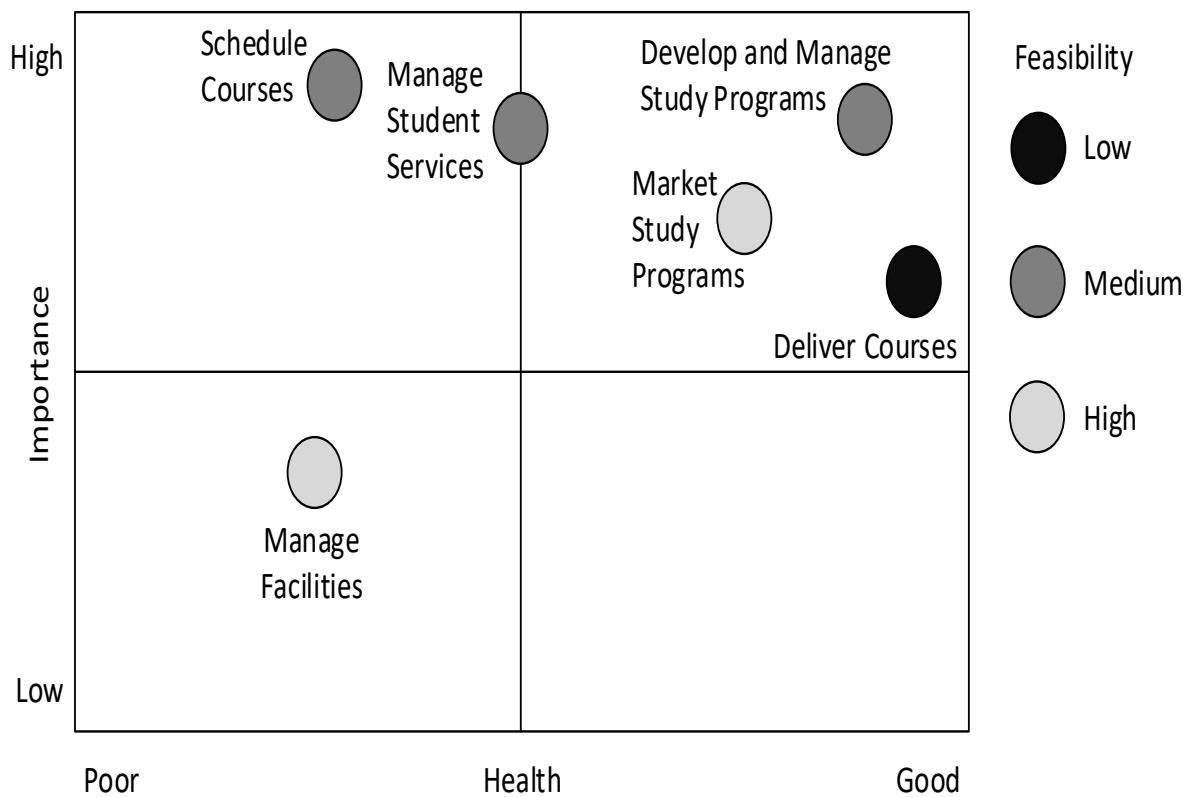 High
Schedule
Courses
Manage
Student
Services
Develop and Manage
Study Programs
Market
Study
Programs
Deliver Courses
Feasibility
Low
Medium
High
Importance
Manage
Facilities
Low
Poor
Health
Good